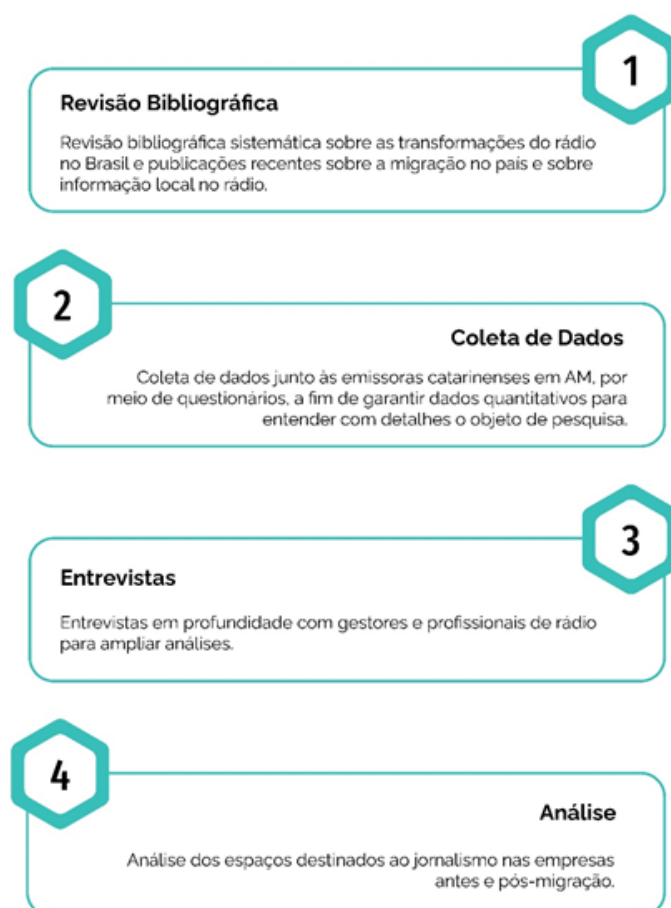 1
Revisão Bibliográfica
Revisão bibliográfica sistemática sobre as transformações do rádio
no Brasil e publicações recentes sobre a migração no país e sobre
informação local no rádio.
2
Coleta de Dados
Coleta de dados junto às emissoras catarinenses em AM, por
meio de questionários, a fim de garantir dados quantitativos para
entender com detalhes o objeto de pesquisa.
3
Entrevistas
Entrevistas em profundidade com gestores e profissionais de rádio
para ampliar análises.
4
Análise
Análise dos espaços destinados ao jornalismo nas empresas
antes e pós-migração.